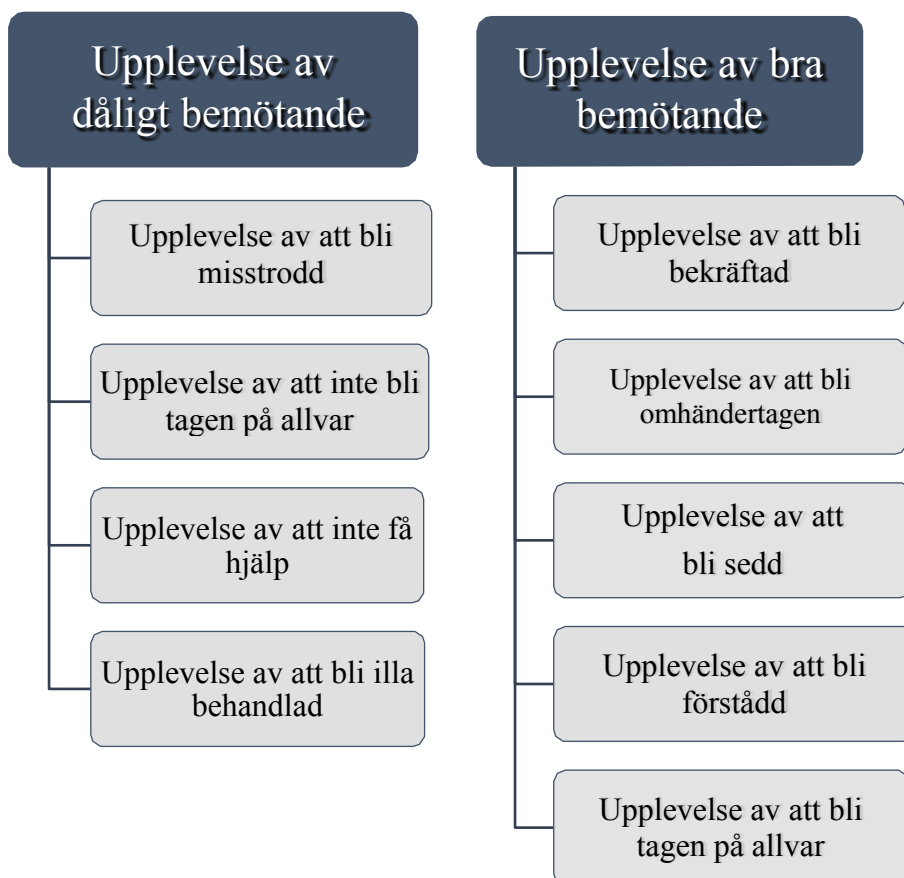 Upplevelse av
dåligt bemötande
Upplevelse av att bli
misstrodd
Upplevelse av att inte bli
tagen på allvar
Upplevelse av att inte få
hjälp
Upplevelse av att bli illa
behandlad
Upplevelse av bra
bemötande
Upplevelse av att bli
bekräftad
Upplevelse av att bli
omhändertagen
Upplevelse av att
bli sedd
Upplevelse av att bli
förstådd
Upplevelse av att bli
tagen på allvar